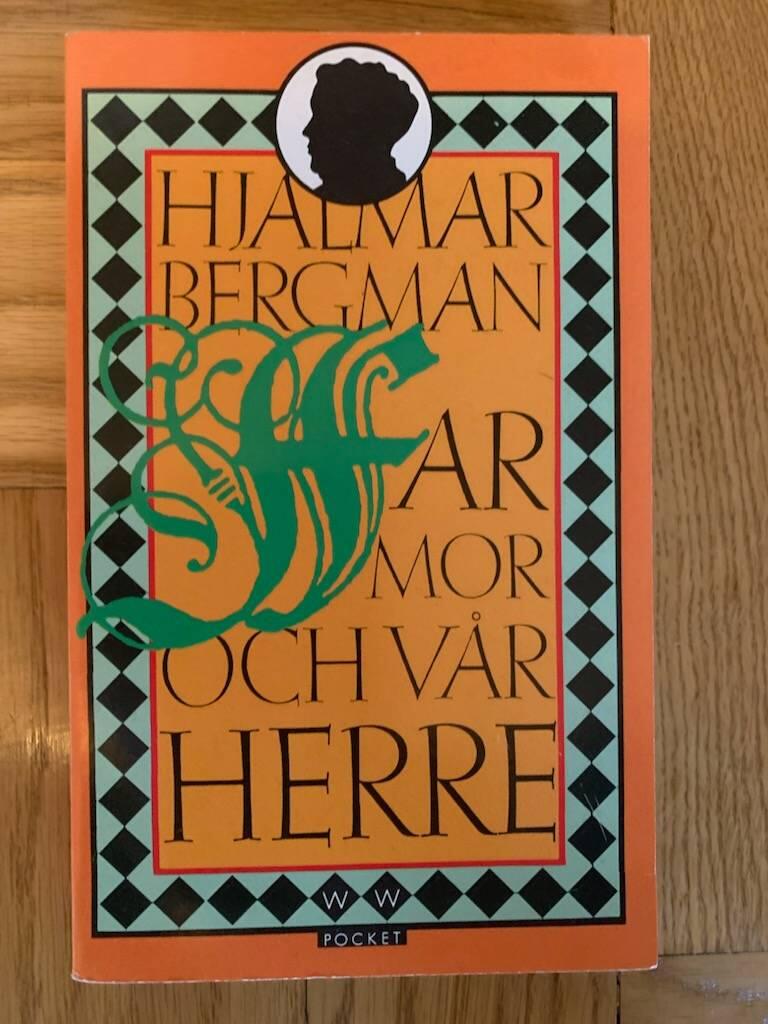 HJALMAR
BERGMAN
FAR
MOR
OCH VÅR
HERRE
W W
POCKET